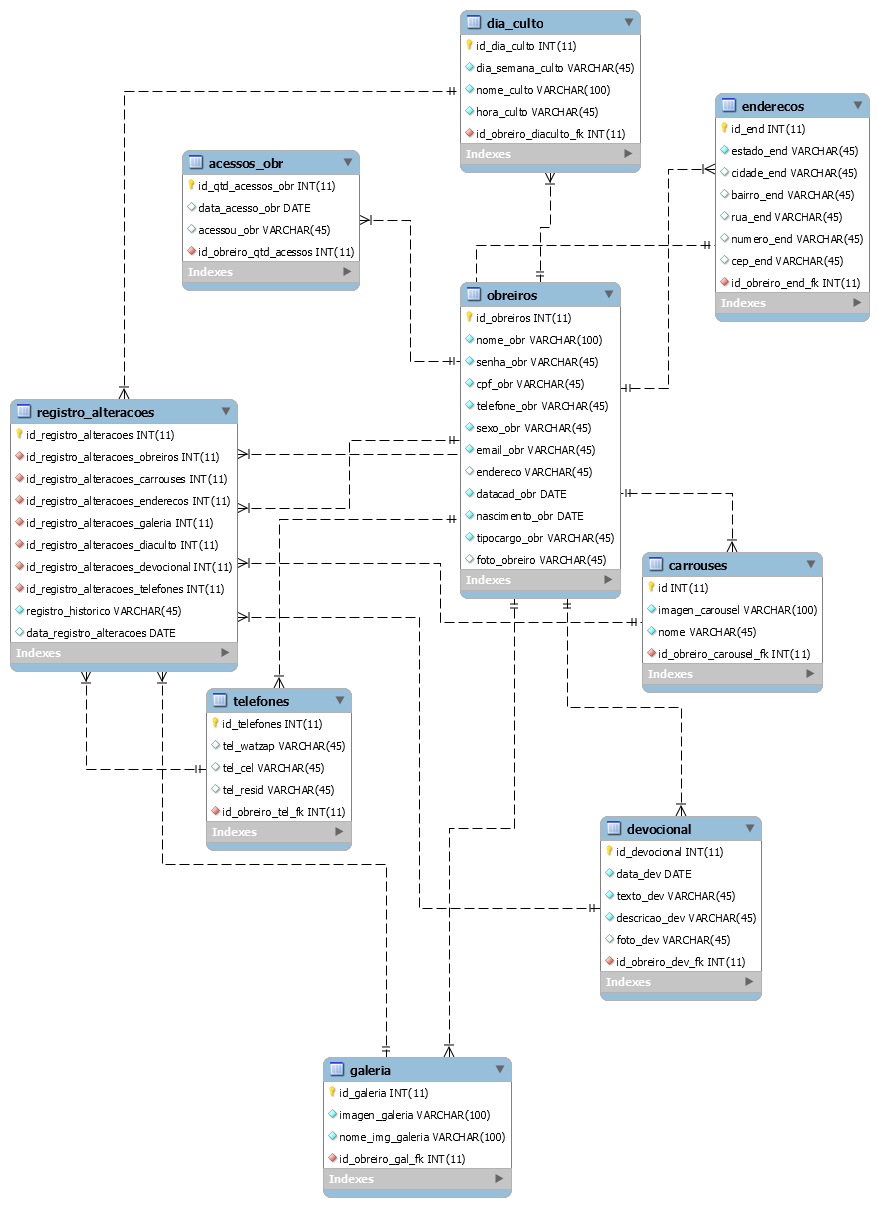 dia_culto
id_dia_culto INT(11)
dia_semana_culto VARCHAR(45)
nome_culto VARCHAR(100)
hora_culto VARCHAR(45)
id_obreiro_diaculto_fk INT(11)
Indexes
enderecos
id_end INT(11)
estado_end VARCHAR(45)
cidade_end VARCHAR(45)
bairro_end VARCHAR(45)
rua_end VARCHAR(45)
numero_end VARCHAR(45)
cep_end VARCHAR(45)
id_obreiro_end_fk INT(11)
Indexes
acessos_obr
id_qtd_acessos_obr INT(11)
data_acesso_obr DATE
acessou_obr VARCHAR(45)
id_obreiro_qtd_acessos INT(11)
Indexes
obreiros
id_obreiros INT(11)
nome_obr VARCHAR(100)
senha_obr VARCHAR(45)
cpf_obr VARCHAR(45)
telefone_obr VARCHAR(45)
sexo_obr VARCHAR(45)
email_obr VARCHAR(45)
endereco VARCHAR(45)
datacad_obr DATE
nascimento_obr DATE
tipocargo_obr VARCHAR(45)
foto_obreiro VARCHAR(45)
Indexes
registro_alteracoes
id_registro_alteracoes INT(11)
id_registro_alteracoes_obreiros INT(11)
id_registro_alteracoes_carrouses INT(11)
id_registro_alteracoes_enderecos INT(11)
id_registro_alteracoes_galeria INT(11)
id_registro_alteracoes_diaculto INT(11)
id_registro_alteracoes_devocional INT(11)
id_registro_alteracoes_telefones INT(11)
registro_historico VARCHAR(45)
data_registro_alteracoes DATE
Indexes
carrouses
id INT(11)
imagen_carousel VARCHAR(100)
nome VARCHAR(45)
id_obreiro_carousel_fk INT(11)
Indexes
telefones
id_telefones INT(11)
tel_watzap VARCHAR(45)
tel_cel VARCHAR(45)
tel_resid VARCHAR(45)
id_obreiro_tel_fk INT(11)
Indexes
devocional
id_devocional INT(11)
data_dev DATE
texto_dev VARCHAR(45)
descricao_dev VARCHAR(45)
foto_dev VARCHAR(45)
id_obreiro_dev_fk INT(11)
Indexes
galeria
id_galeria INT(11)
imagen_galeria VARCHAR(100)
nome_img_galeria VARCHAR(100)
id_obreiro_gal_fk INT(11)
Indexes